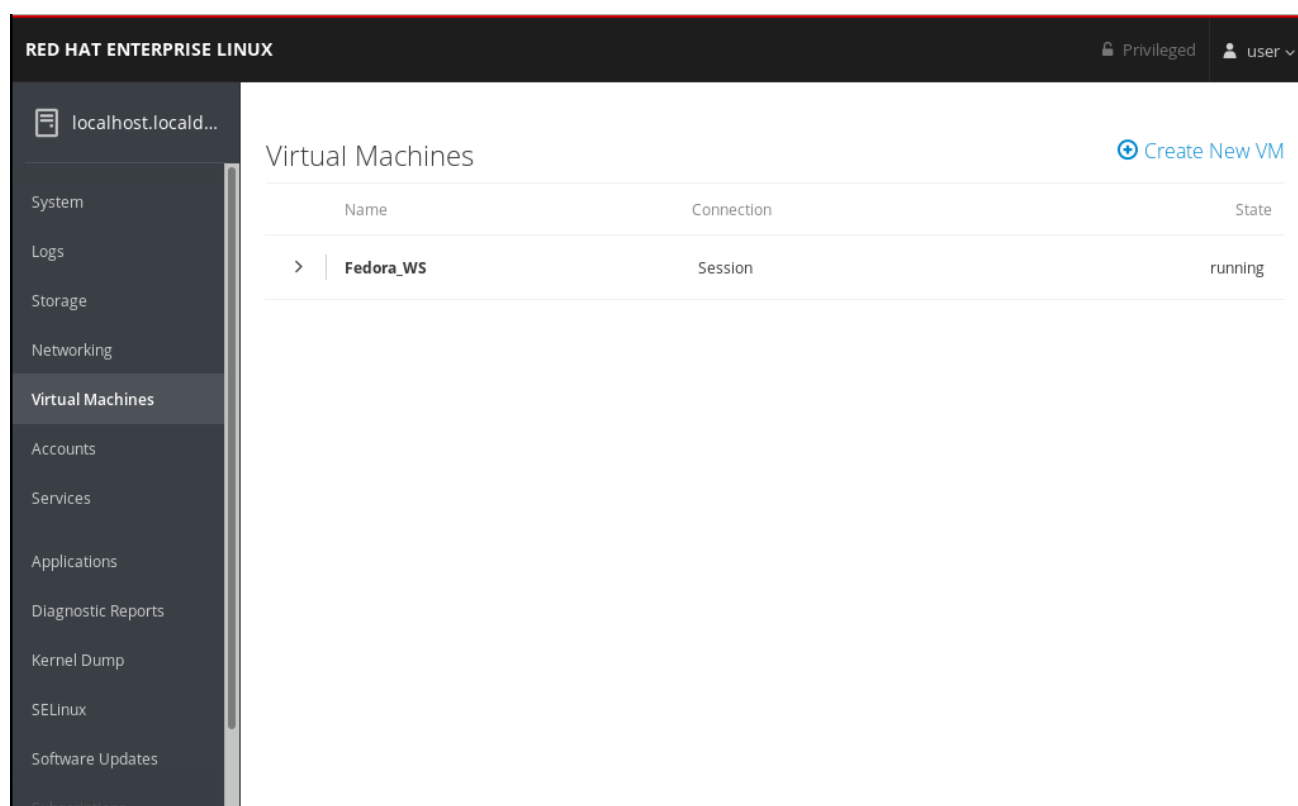 RED HAT ENTERPRISE LINUX
Privileged
user
localhost.locald...
System
Logs
Storage
Networking
Virtual Machines
Accounts
Services
Applications
Diagnostic Reports
Kernel Dump
SELinux
Software Updates
Virtual Machines
Create New VM
Name Connection State
Fedora_WS Session running